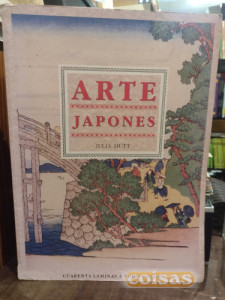 ARTE
JAPONES
JULIA HUTT
CUARENTA LAMINAS A
coisas